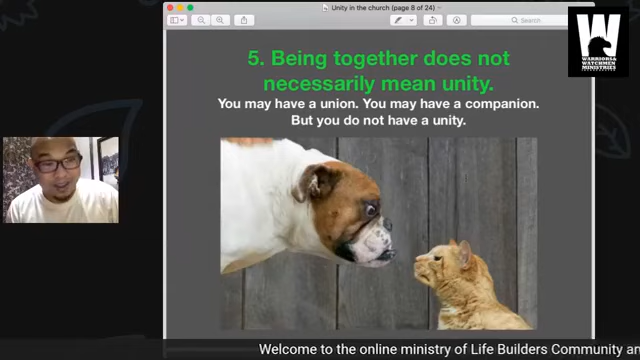 Unity in the church (page 8 of 24)
Search
WARRIORS &
WATCHMEN
MINISTRIES
5. Being together does not
necessarily mean unity.
You may have a union. You may have a companion.
But you do not have a unity.
Welcome to the online ministry of Life Builders Community an